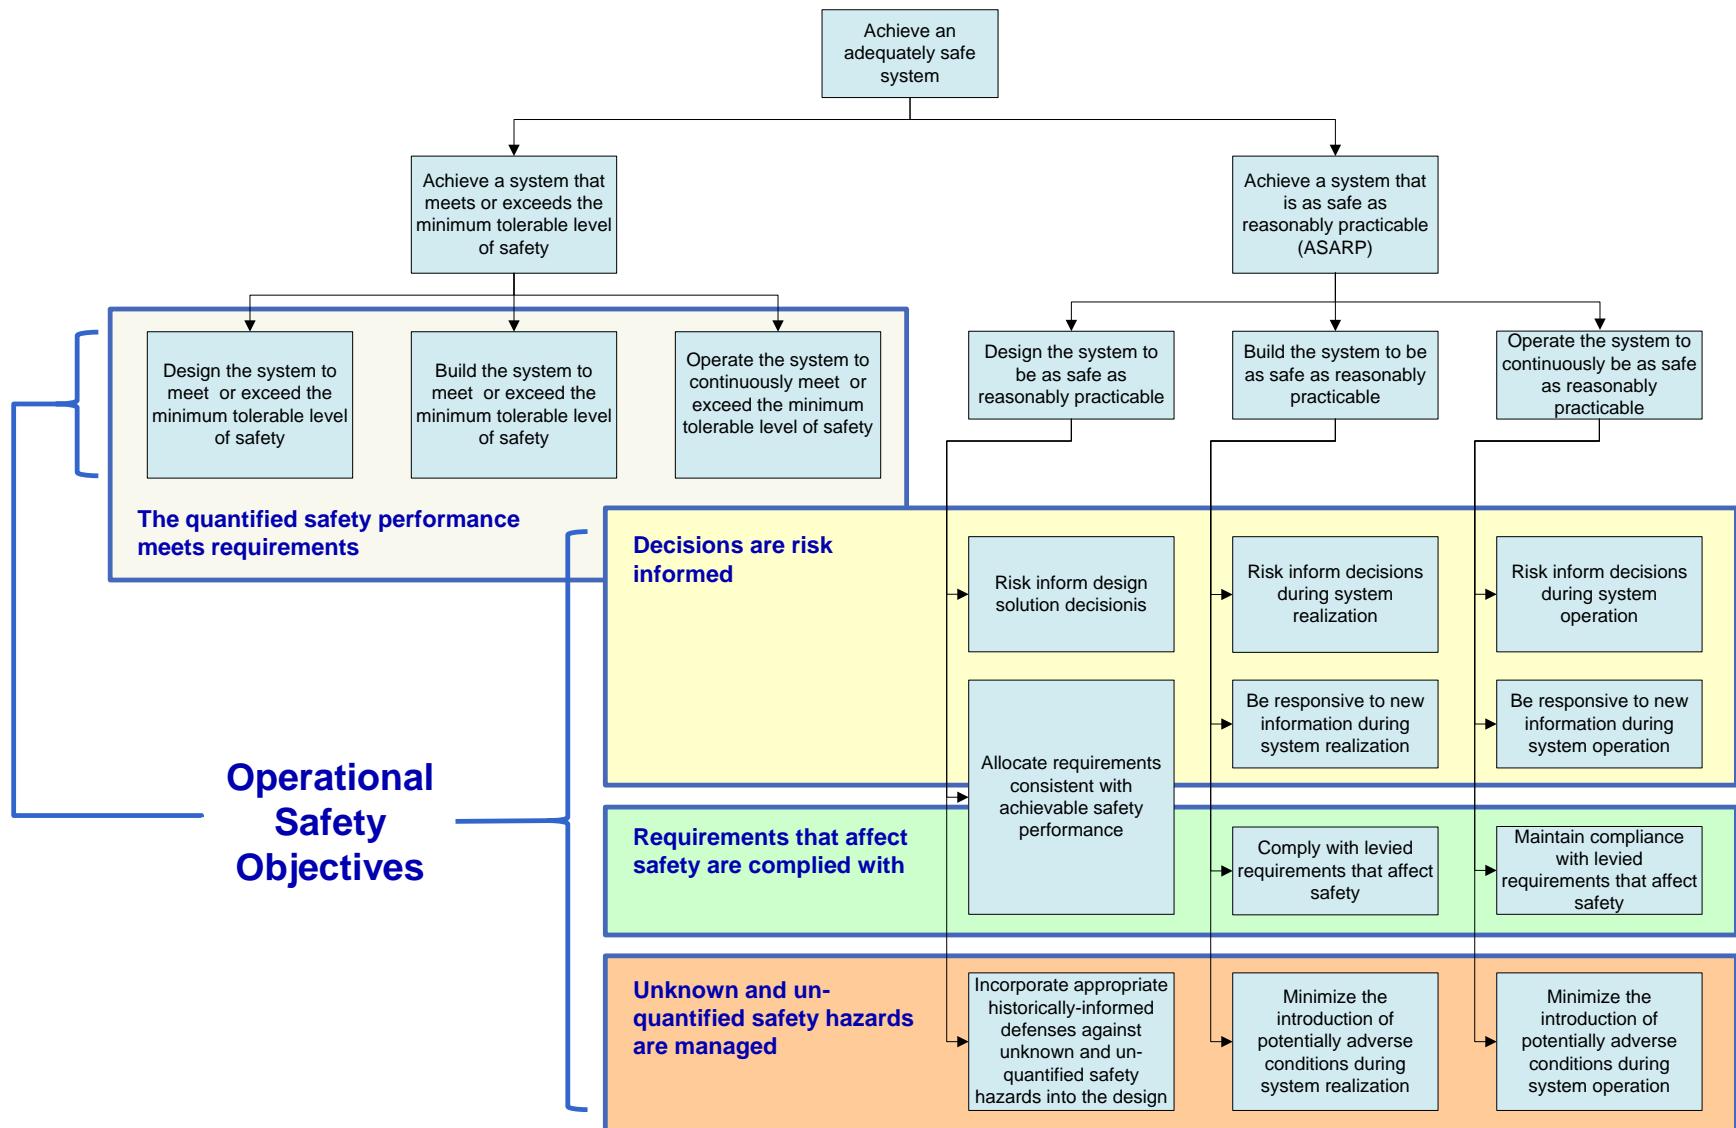 Achieve an
adequately safe
system
Achieve a system that
meets or exceeds the
minimum tolerable level
of safety
Achieve a system that
is as safe as
reasonably practicable
(ASARP)
Design the system to
meet or exceed the
minimum tolerable level
of safety
Build the system to
meet or exceed the
minimum tolerable level
of safety
Operate the system to
continuously meet or
exceed the minimum
tolerable level of safety
Design the system to
be as safe as
reasonably practicable
Build the system to be
as safe as reasonably
practicable
Operate the system to
continuously be as safe
as reasonably
practicable
The quantified safety performance
meets requirements
Decisions are risk
informed
Risk inform design
solution decisionis
Risk inform decisions
during system
realization
Risk inform decisions
during system
operation
Allocate requirements
consistent with
achievable safety
performance
Be responsive to new
information during
system realization
Be responsive to new
information during
system operation
Operational
Safety
Objectives
Requirements that affect
safety are complied with
Comply with levied
requirements that affect
safety
Maintain compliance
with levied
requirements that affect
safety
Unknown and un-
quantified safety hazards
are managed
Incorporate appropriate
historically-informed
defenses against
unknown and un-
quantified safety
hazards into the design
Minimize the
introduction of
potentially adverse
conditions during
system realization
Minimize the
introduction of
potentially adverse
conditions during
system operation